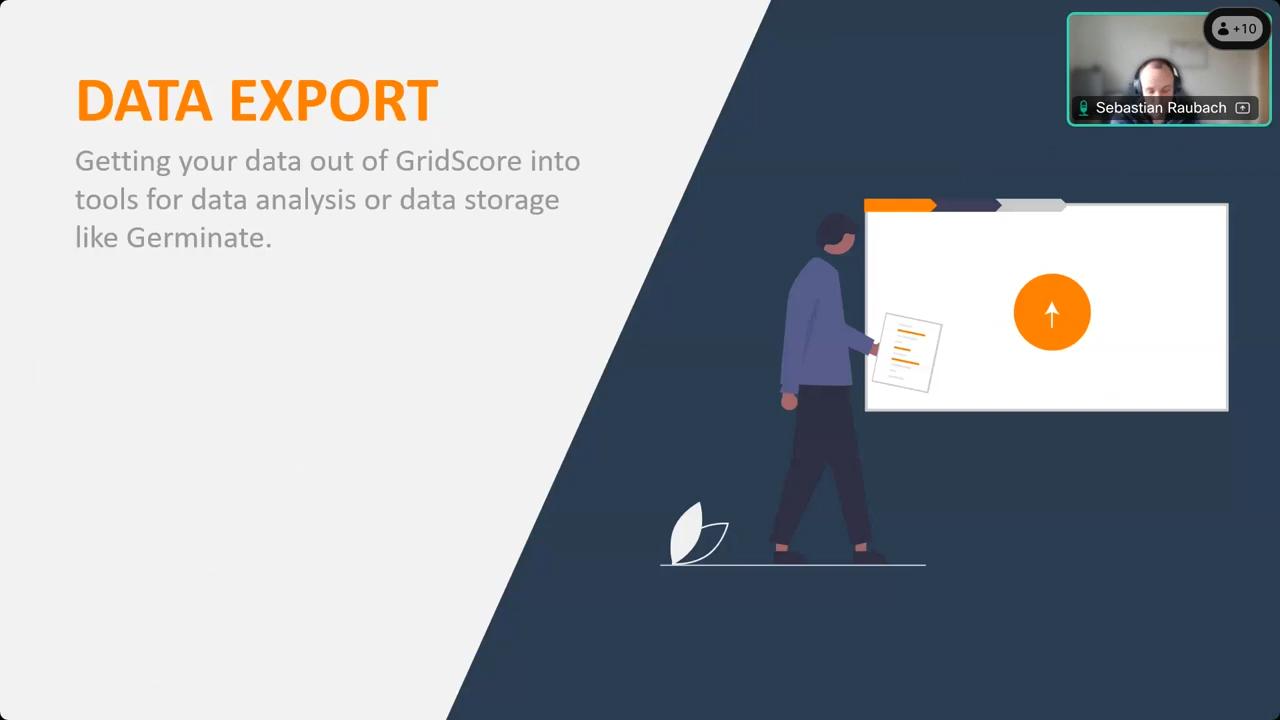 DATA EXPORT
Getting your data out of GridScore into
tools for data analysis or data storage
like Germinate.
+10
Sebastian Raubach